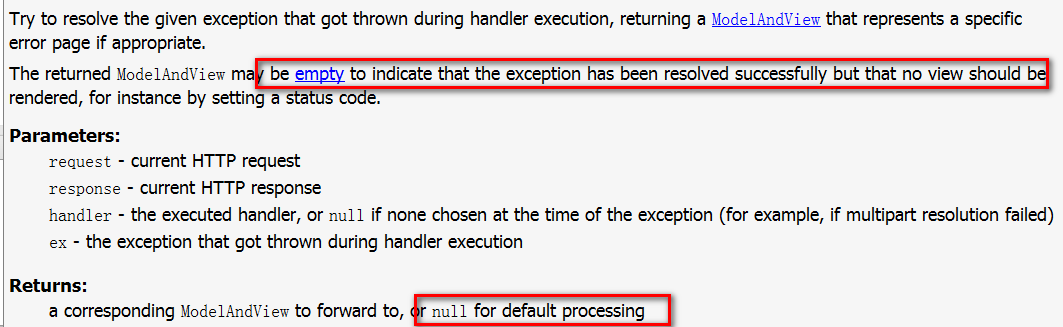 Try to resolve the given exception that got thrown during handler execution, returning a ModelAndView that represents a specific
error page if appropriate.
The returned ModelAndView may be empty to indicate that the exception has been resolved successfully but that no view should be
rendered, for instance by setting a status code.
Parameters:
request - current HTTP request
response - current HTTP response
handler - the executed handler, or null if none chosen at the time of the exception (for example, if multipart resolution failed)
ex - the exception that got thrown during handler execution
Returns:
a corresponding ModelAndView to forward to, or null for default processing